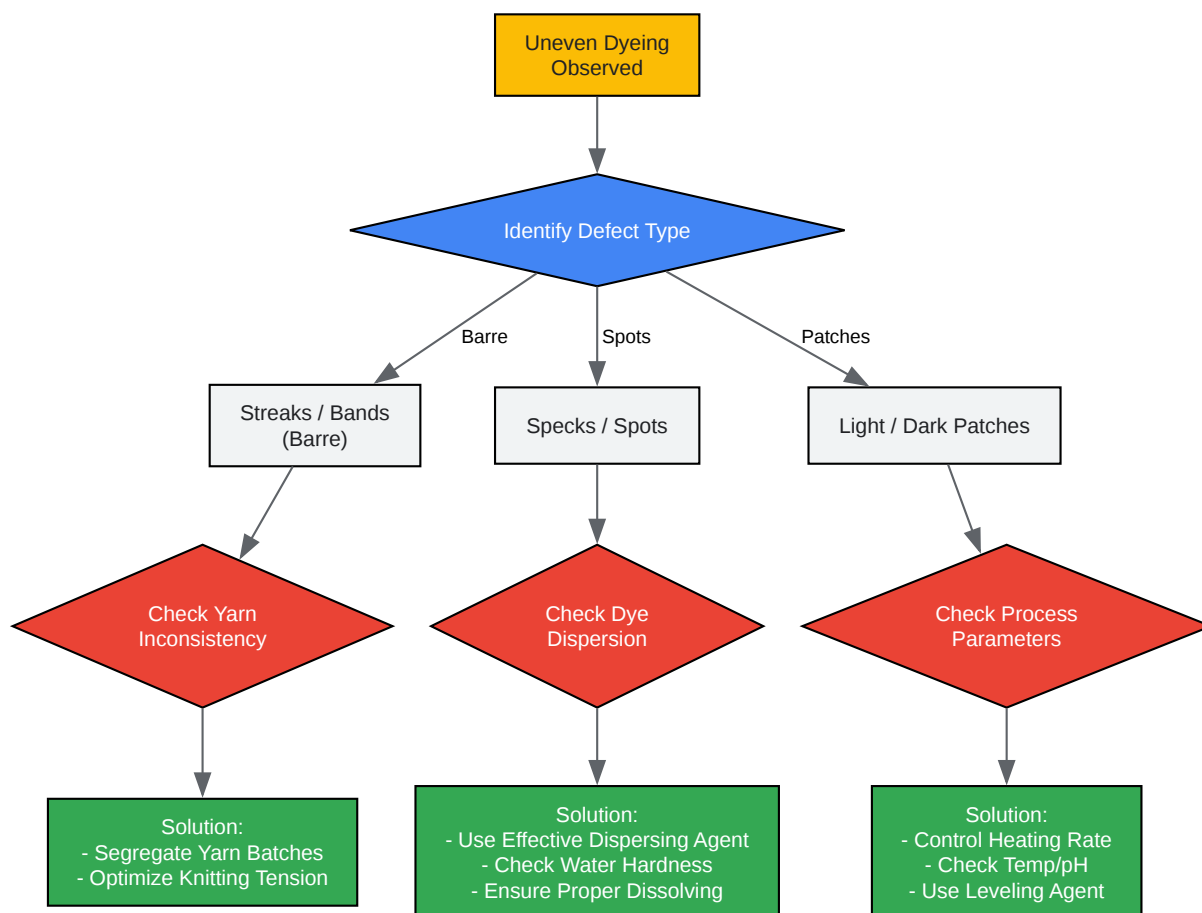 Uneven Dyeing
Observed
Identify Defect Type
Barre
Spots
Patches
Streaks / Bands
(Barre)
Specks / Spots
Light / Dark Patches
Check Yarn
Inconsistency
Check Dye
Dispersion
Check Process
Parameters
Solution:
- Segregate Yarn Batches
- Optimize Knitting Tension
Solution:
- Use Effective Dispersing Agent
- Check Water Hardness
- Ensure Proper Dissolving
Solution:
- Control Heating Rate
- Check Temp/pH
- Use Leveling Agent